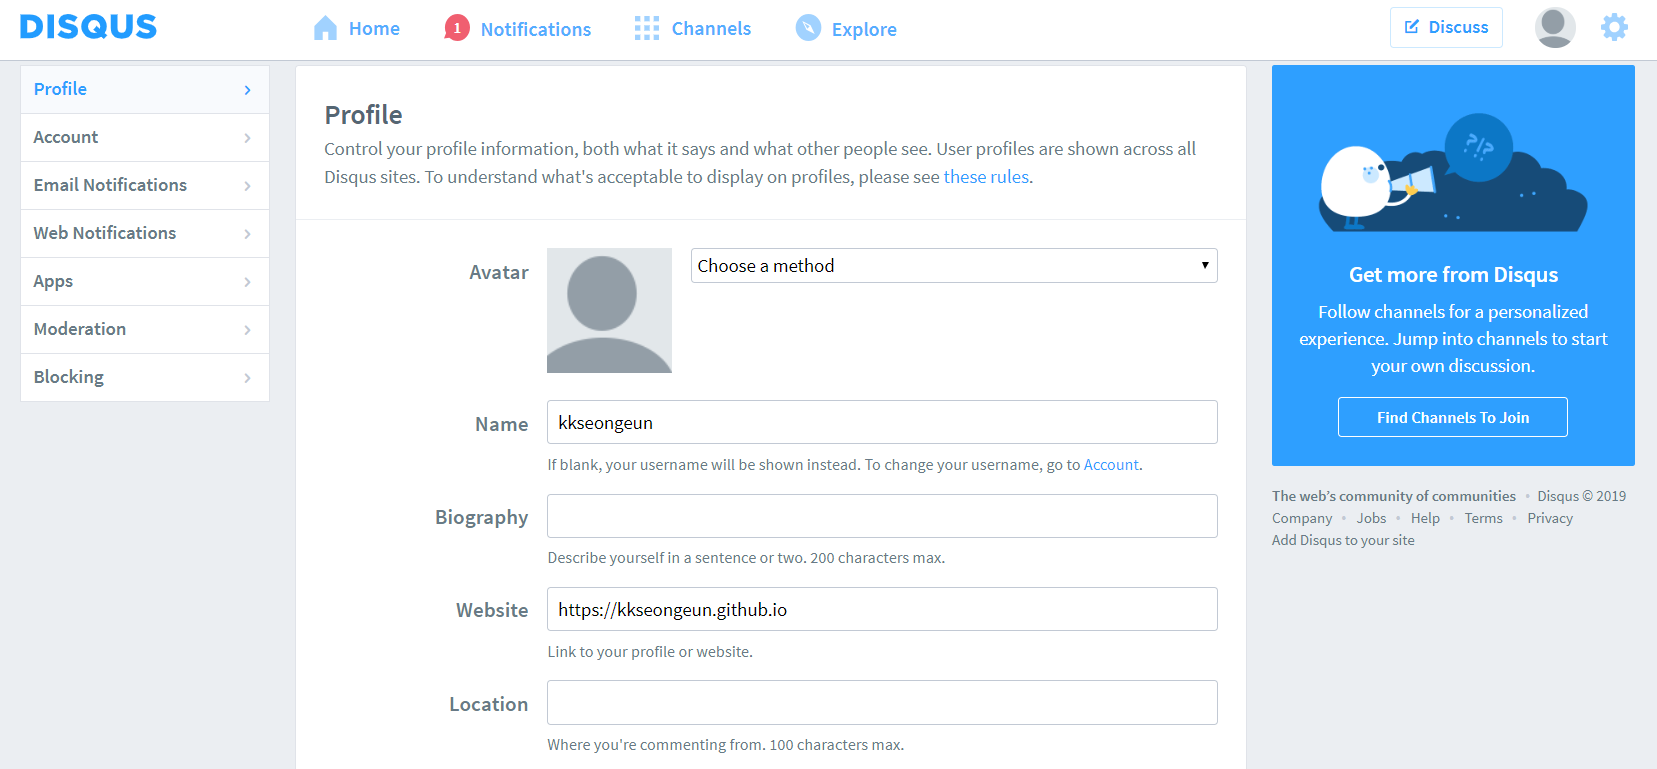 DISQUS
Home
1
Notifications
Channels
Explore
Discuss
Profile
Account
Email Notifications
Web Notifications
Apps
Moderation
Blocking
Profile
Control your profile information, both what it says and what other people see. User profiles are shown across all
Disqus sites. To understand what's acceptable to display on profiles, please see these rules.
Avatar
Choose a method
Name
kkseongeun
If blank, your username will be shown instead. To change your username, go to Account.
Biography
Describe yourself in a sentence or two. 200 characters max.
Website
https://kkseongeun.github.io
Link to your profile or website.
Location
Where you're commenting from. 100 characters max.
?/!?
Get more from Disqus
Follow channels for a personalized
experience. Jump into channels to start
your own discussion.
Find Channels To Join
The web's community of communities • Disqus © 2019
Company • Jobs • Help • Terms • Privacy
Add Disqus to your site